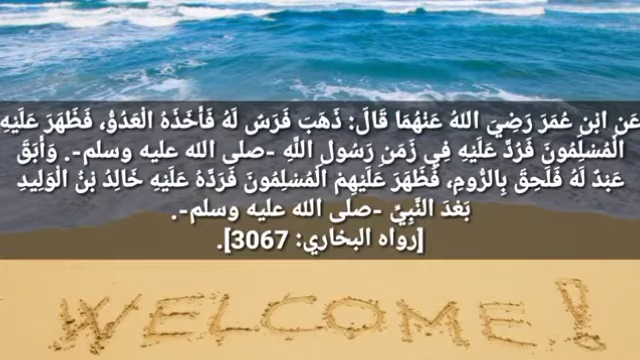 عَنِ ابْنِ عُمَرَ رَضِيَ اللهُ عَنْهُمَا قَالَ: ذَهَبَ فَرَسٌ لَهُ فَأَخَذَهُ الْعَدُوُّ، فَظَهَرَ عَلَيْهِ
الْمُسْلِمُونَ فَرُدَّ عَلَيْهِ فِي زَمَنِ رَسُولِ اللَّهِ -صلى الله عليه وسلم-. وَأَبَقَ
عَبْدٌ لَهُ فَلَحِقَ بِالرُّومِ، فَظَهَرَ عَلَيْهِمْ الْمُسْلِمُونَ فَرَدَّهُ عَلَيْهِ خَالِدُ بْنُ الْوَلِيدِ
بَعْدَ النَّبِيِّ -صلى الله عليه وسلم-.
[رواه البخاري: 3067].
WELCOME!